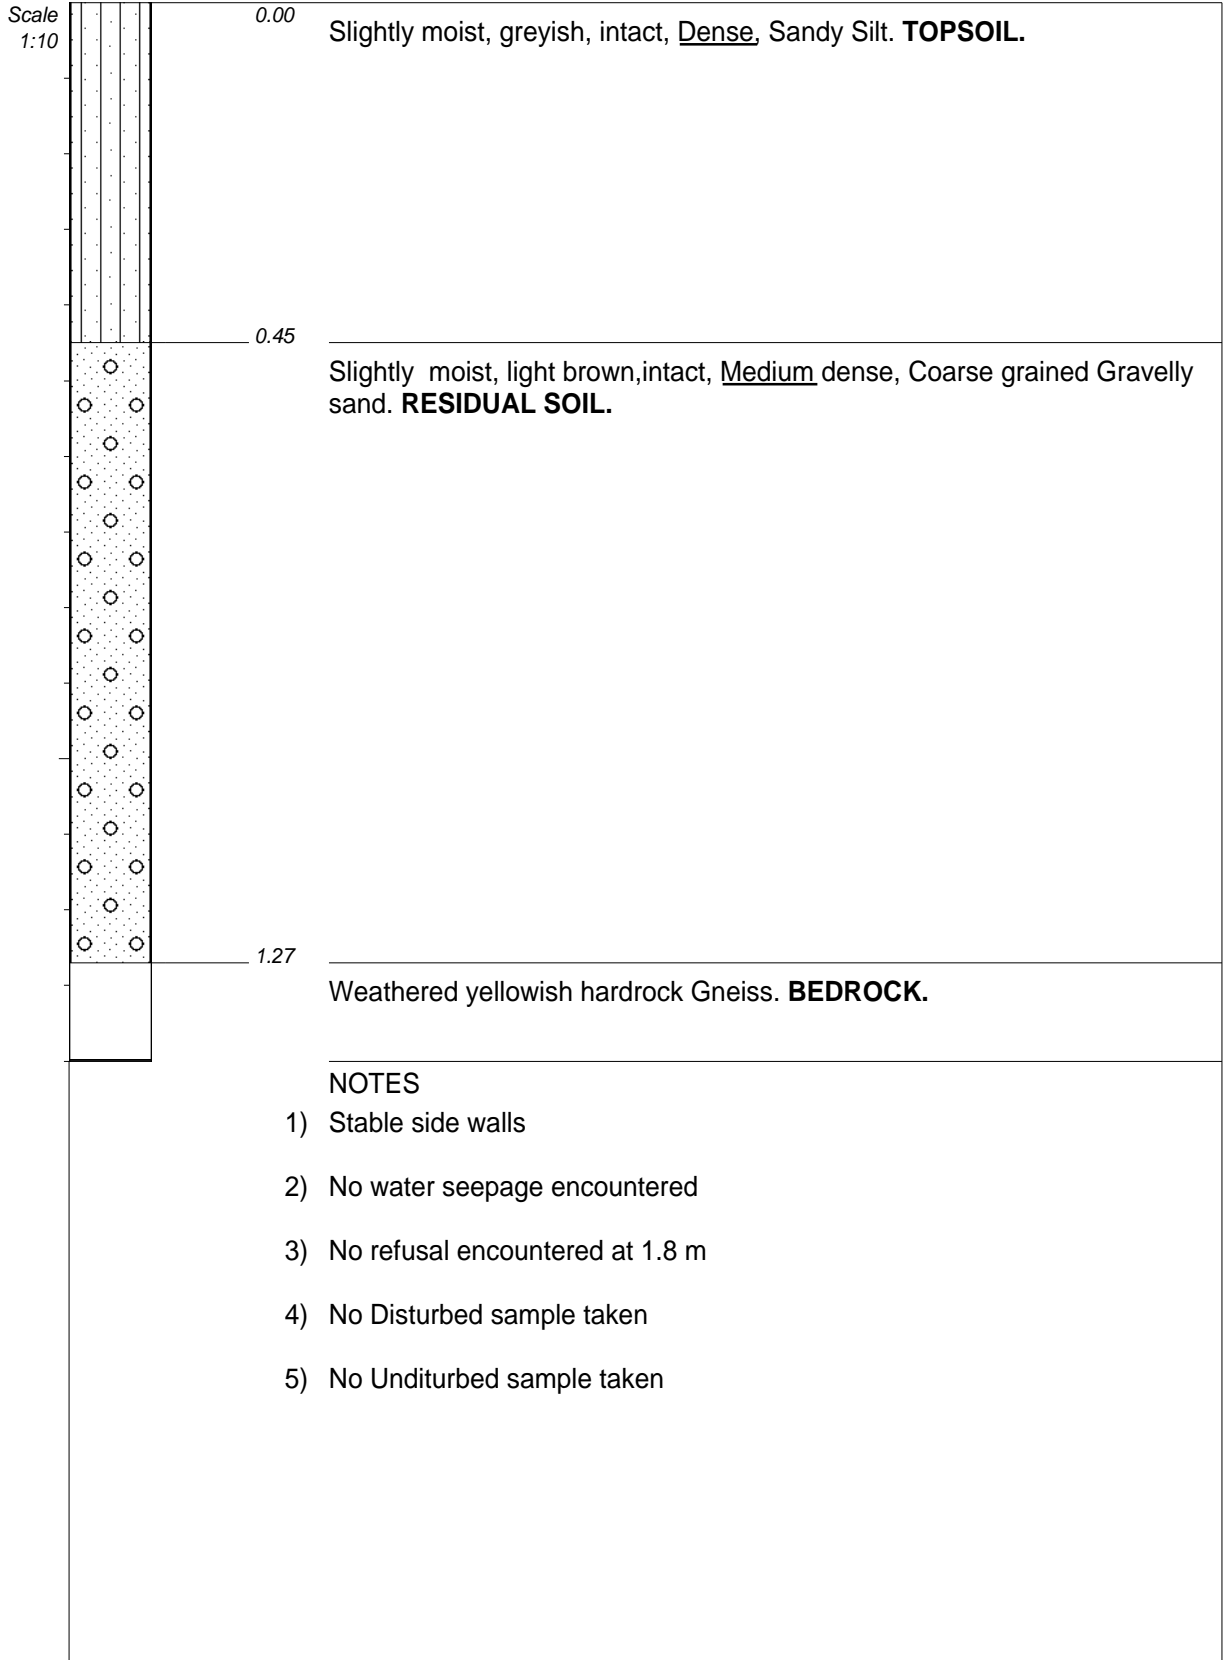 Scale
1:10
0.00
Slightly moist, greyish, intact, Dense, Sandy Silt. TOPSOIL.
0.45
Slightly moist, light brown,intact, Medium dense, Coarse grained Gravelly
sand. RESIDUAL SOIL.
1.27
Weathered yellowish hardrock Gneiss. BEDROCK.
NOTES
1) Stable side walls
2) No water seepage encountered
3) No refusal encountered at 1.8 m
4) No Disturbed sample taken
5) No Unditurbed sample taken